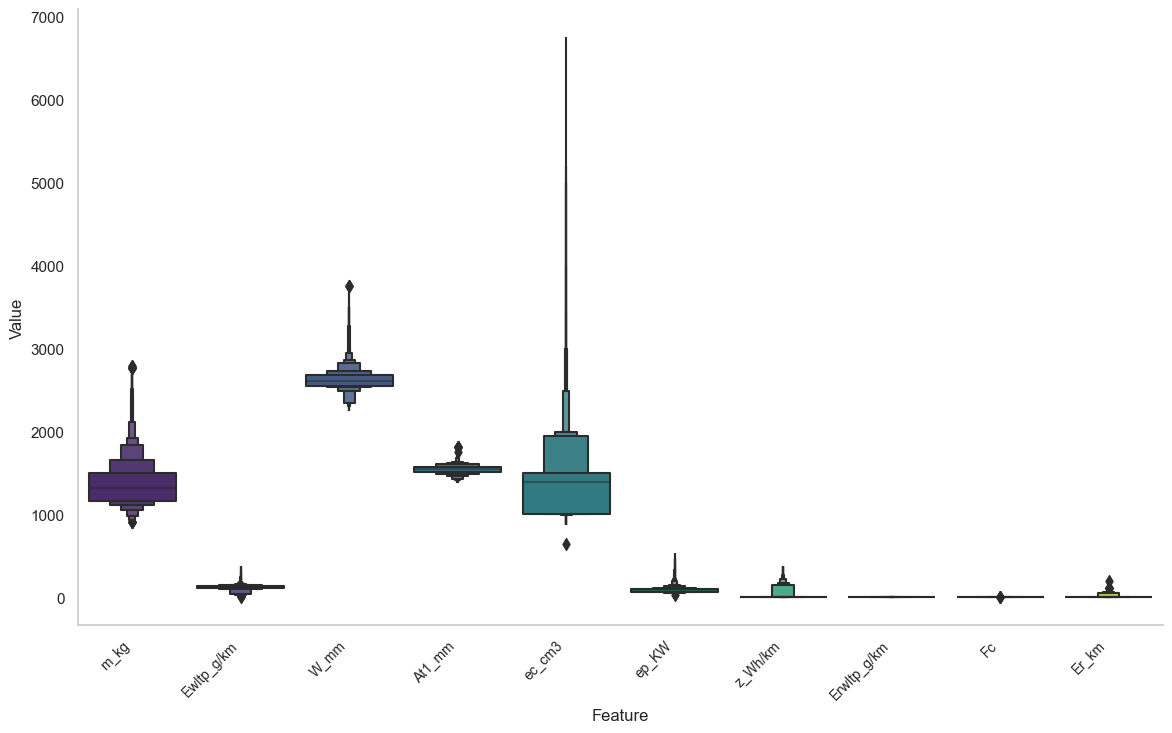 7000
6000
5000
4000
3000
2000
1000
0
Value
m_kg
Ewltp_g/km
W_mm
At1_mm
ec_cm3
ep_KW
z_Wh/km
Erwltp_g/km
Fc
Er_km
Feature